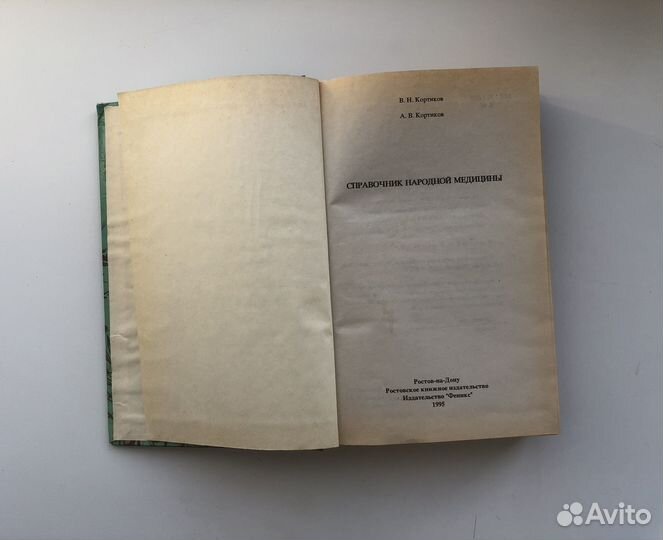 В. Н. Кортиков
А. В. Кортиков
СПРАВОЧНИК НАРОДНОЙ МЕДИЦИНЫ
Ростов-на-Дону
Ростовское книжное издательство
Издательство "Феникс"
1995
Avito